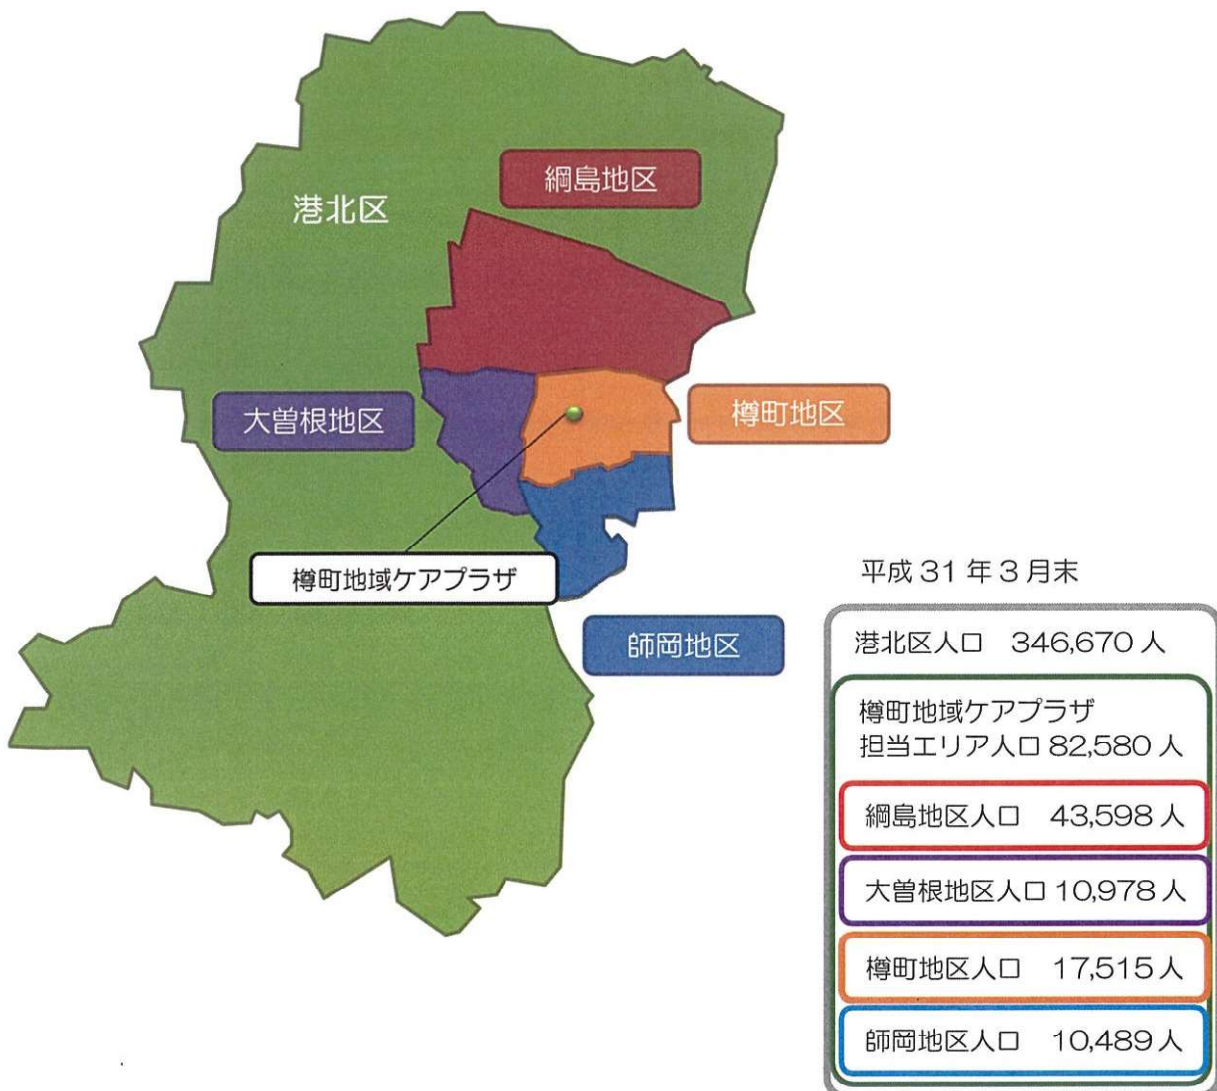 綱島地区
港北区
大曽根地区
樽町地区
樽町地域ケアプラザ
師岡地区
平成 31 年 3 月末
港北区人口 346,670 人
樽町地域ケアプラザ
担当エリア人口 82,580 人
綱島地区人口 43,598 人
大曽根地区人口 10,978 人
樽町地区人口 17,515 人
師岡地区人口 10,489 人